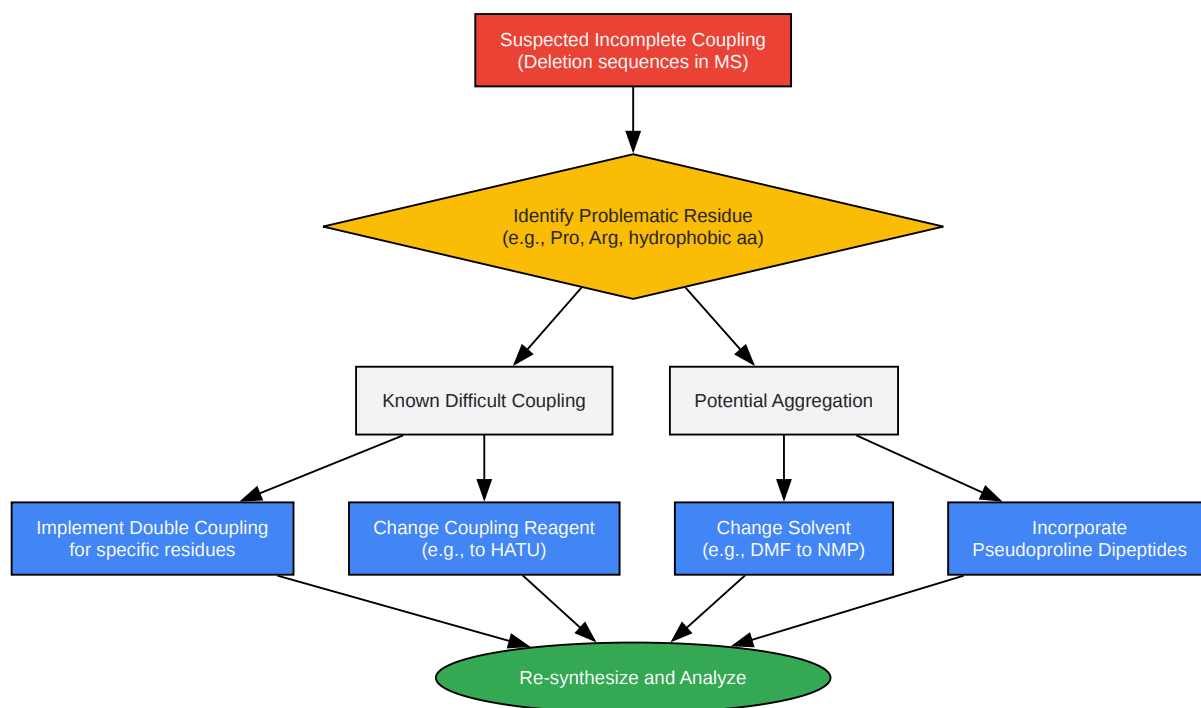 Suspected Incomplete Coupling
(Deletion sequences in MS)
Identify Problematic Residue
(e.g., Pro, Arg, hydrophobic aa)
Known Difficult Coupling
Potential Aggregation
Implement Double Coupling
for specific residues
Change Coupling Reagent
(e.g., to HATU)
Change Solvent
(e.g., DMF to NMP)
Incorporate
Pseudoproline Dipeptides
Re-synthesize and Analyze